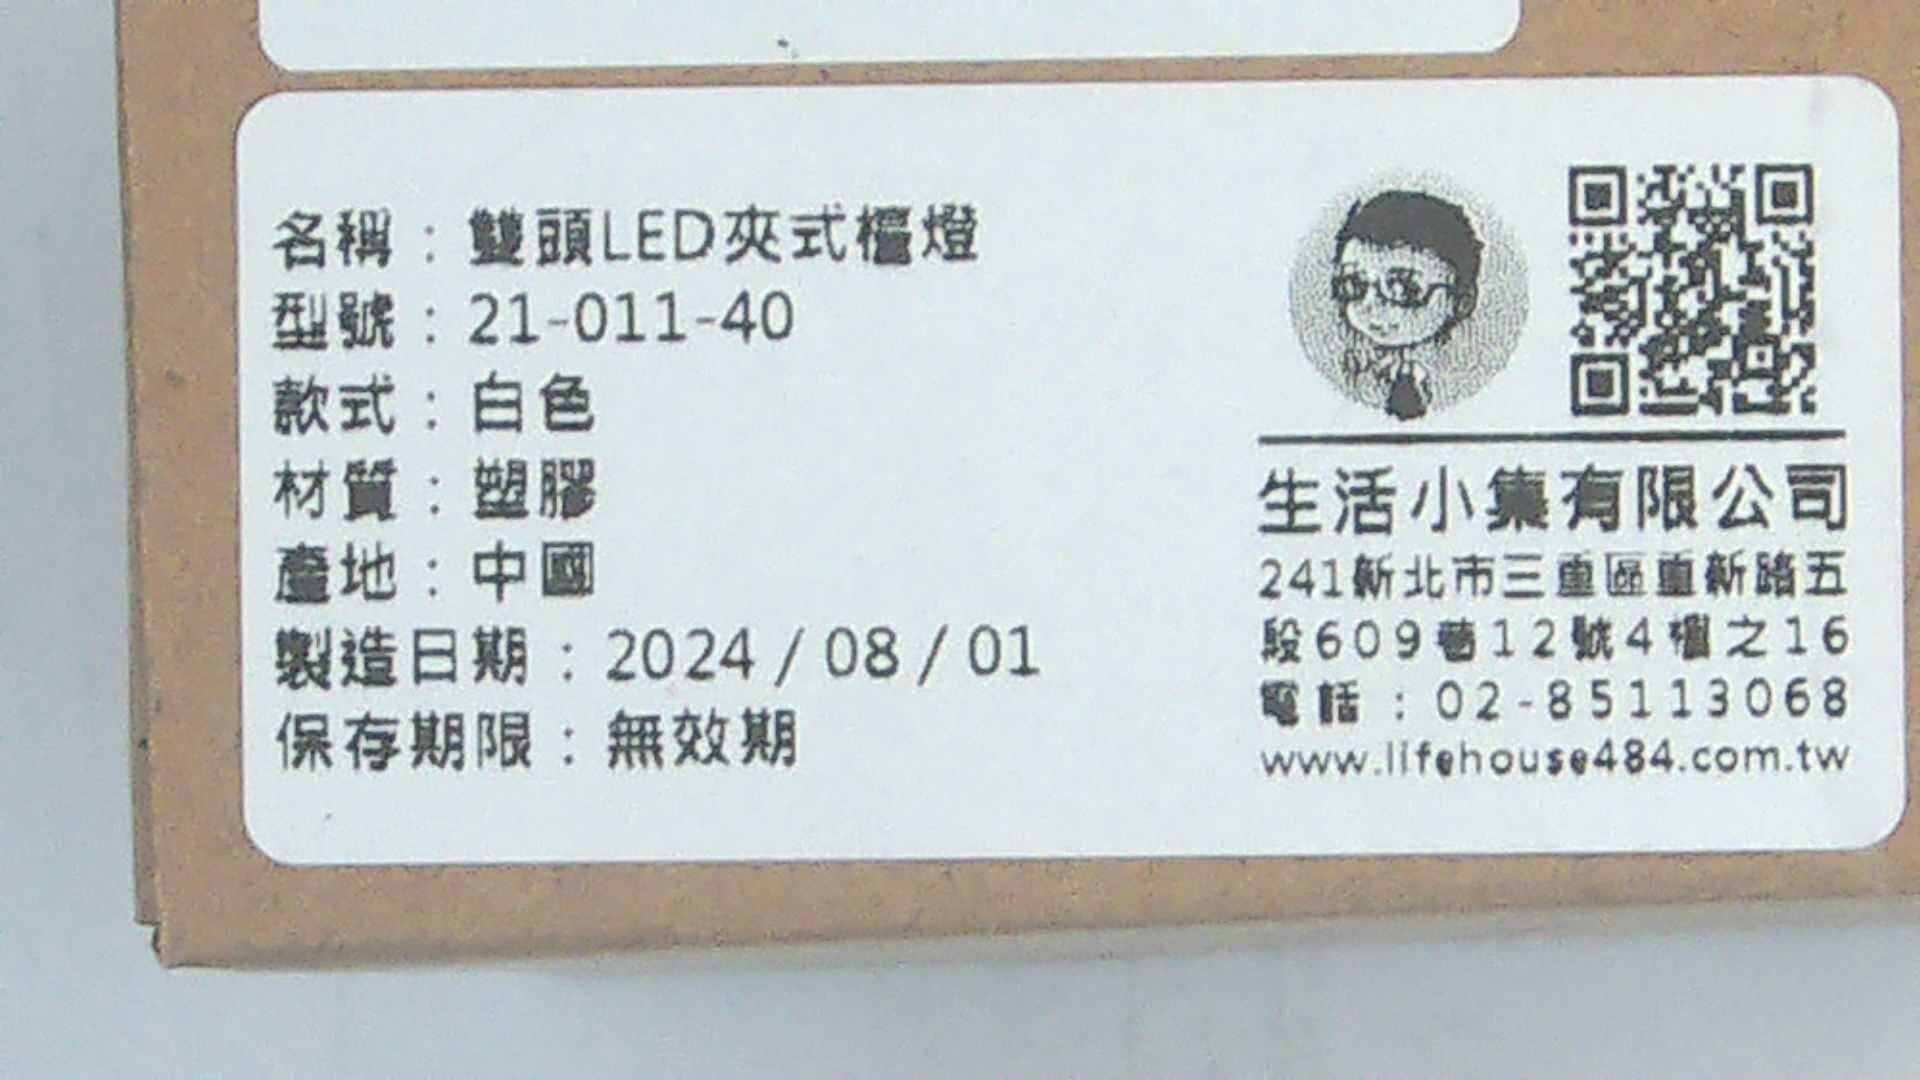 名稱：雙頭LED夾式檯燈
型號：21-011-40
款式：白色
材質：塑膠
產地：中國
製造日期：2024 / 08 / 01
保存期限：無效期
生活小集有限公司
241新北市三重區重新路五
段609巷12號4樓之16
電話：02-85113068
www.lifehouse484.com.tw